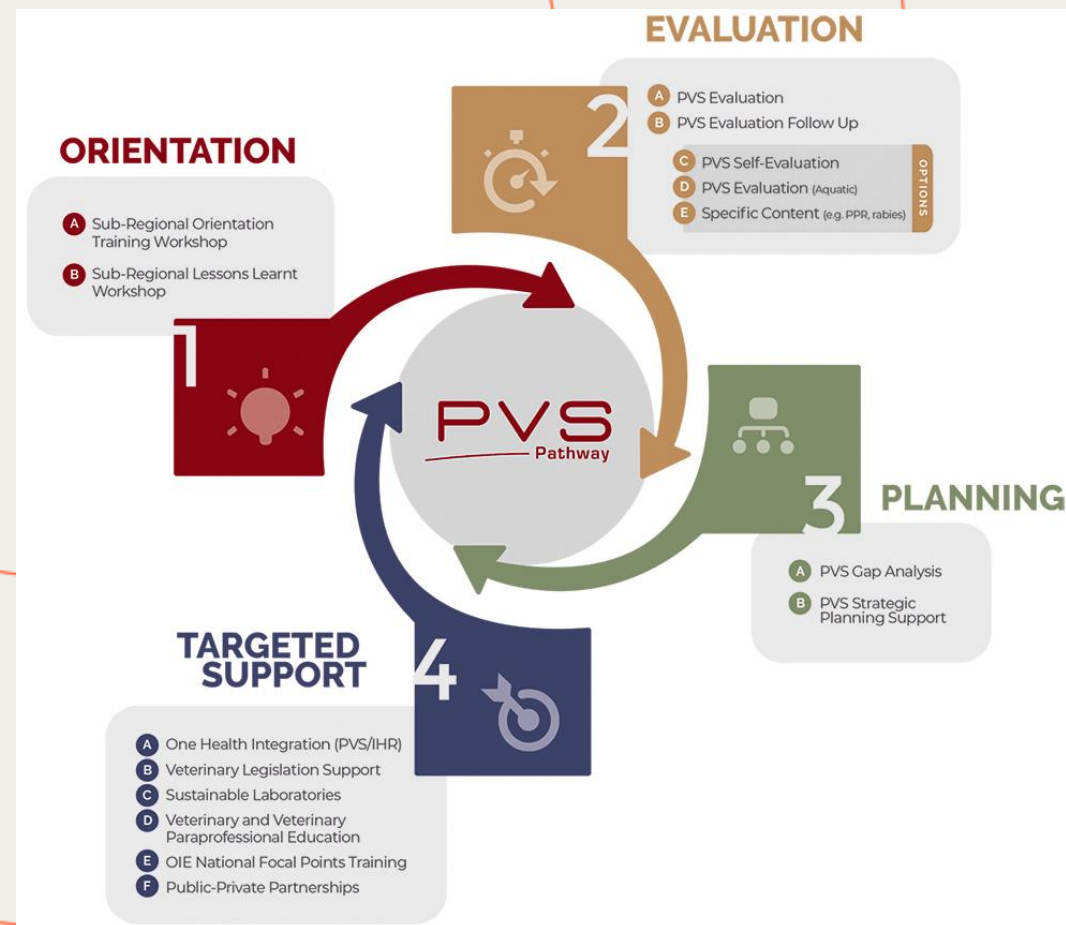 ORIENTATION
A Sub-Regional Orientation
Training Workshop
B Sub-Regional Lessons Learnt
Workshop
1
EVALUATION
2
A PVS Evaluation
B PVS Evaluation Follow Up
C PVS Self-Evaluation
D PVS Evaluation (Aquatic)
E Specific Content (e.g. PPR, rabies)
OPTIONS
PVS
Pathway
3
PLANNING
A PVS Gap Analysis
B PVS Strategic
Planning Support
TARGETED
SUPPORT
4
A One Health Integration (PVS/IHR)
B Veterinary Legislation Support
C Sustainable Laboratories
D Veterinary and Veterinary
Paraprofessional Education
E OIE National Focal Points Training
F Public-Private Partnerships